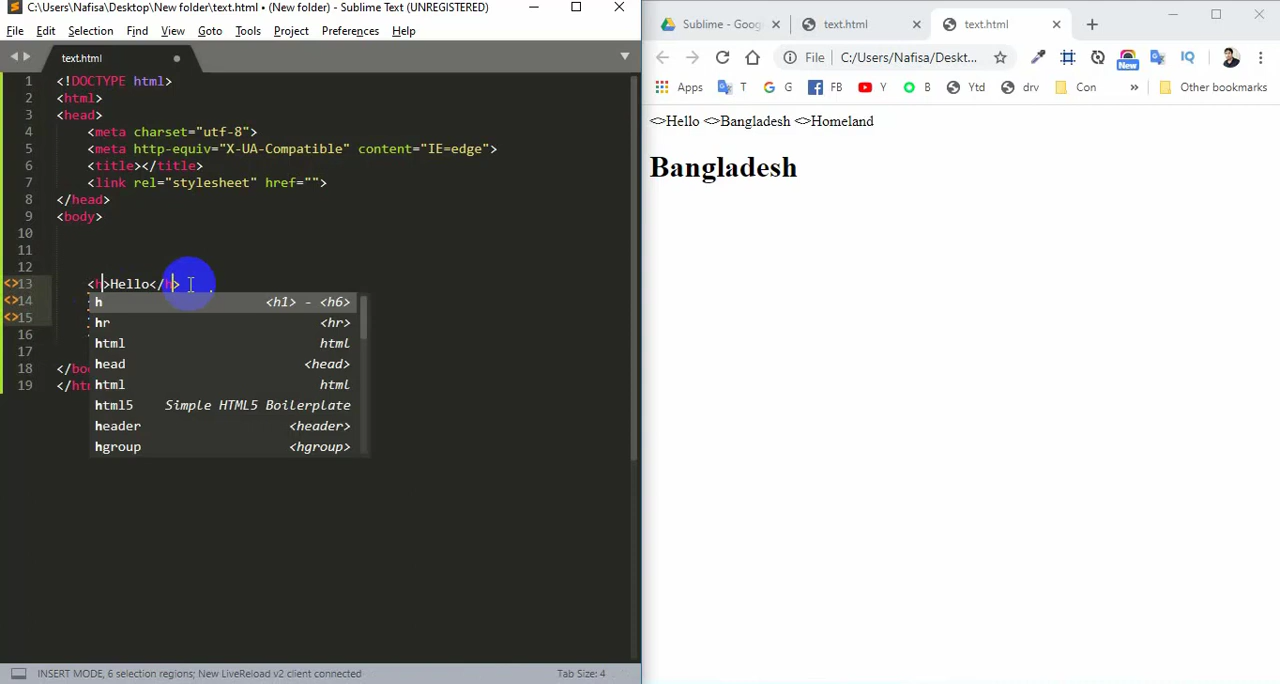 C:\Users\Nafisa\Desktop\New folder\text.html • (New folder) - Sublime Text (UNREGISTERED)
File Edit Selection Find View Goto Tools Project Preferences Help
text.html
1 <!DOCTYPE html>
2 <html>
3 <head>
4 <meta charset="utf-8">
5 <meta http-equiv="X-UA-Compatible" content="IE=edge">
6 <title></title>
7 <link rel="stylesheet" href="">
8 </head>
9 <body>
10
11
12
<>13 <h>Hello</h>
<>14
<>15
16
17
18 </bo
19 </ht
h <h1> - <h6>
hr <hr>
html html
head <head>
html html
html5 Simple HTML5 Boilerplate
header <header>
hgroup <hgroup>
INSERT MODE, 6 selection regions; New LiveReload v2 client connected Tab Size: 4
Sublime - Goog text.html text.html
File C:/Users/Nafisa/Deskt... New IQ
Apps T G FB Y B Ytd drv Con » Other bookmarks
<>Hello <>Bangladesh <>Homeland
Bangladesh